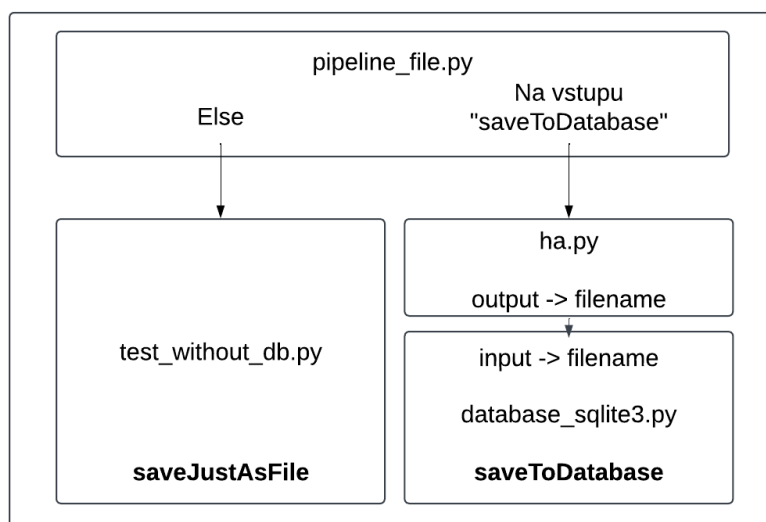 pipeline_file.py
Else
Na vstupu
"saveToDatabase"
test_without_db.py
saveJustAsFile
ha.py
output -> filename
input -> filename
database_sqlite3.py
saveToDatabase